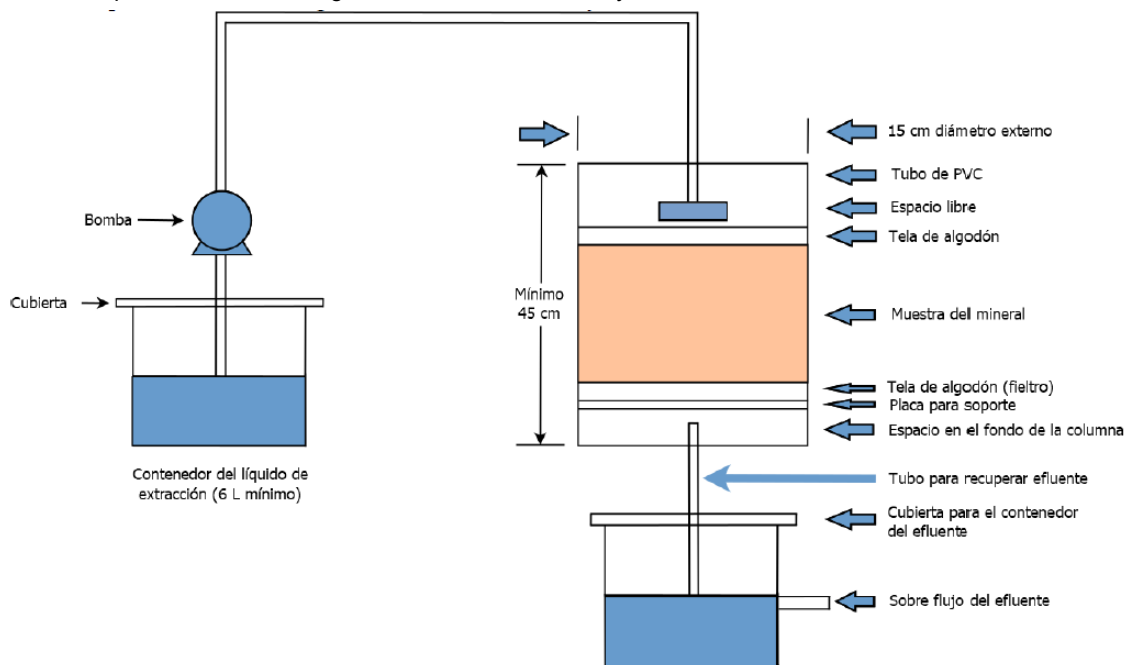 15 cm diámetro externo
Tubo de PVC
Espacio libre
Tela de algodón
Bomba
Cubierta
Mínimo
45 cm
Muestra del mineral
Tela de algodón (fieltro)
Placa para soporte
Espacio en el fondo de la columna
Contenedor del líquido de
extracción (6 L mínimo)
Tubo para recuperar efluente
Cubierta para el contenedor
del efluente
Sobre flujo del efluente